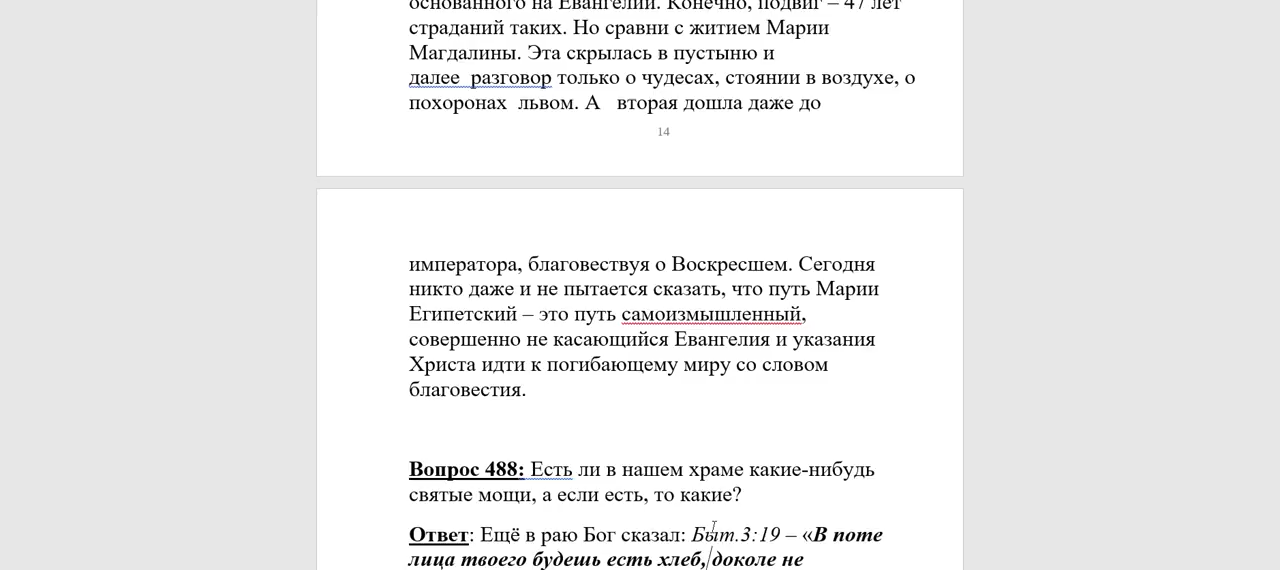 основанного на Евангелии. Конечно, подвиг – 47 лет
страданий таких. Но сравни с житием Марии
Магдалины. Эта скрылась в пустыню и
далее  разговор только о чудесах, стоянии в воздухе, о
похоронах  львом. А   вторая дошла даже до
14
императора, благовествуя о Воскресшем. Сегодня
никто даже и не пытается сказать, что путь Марии
Египетский – это путь самоизмышленный,
совершенно не касающийся Евангелия и указания
Христа идти к погибающему миру со словом
благовестия.
Вопрос 488: Есть ли в нашем храме какие-нибудь
святые мощи, а если есть, то какие?
Ответ: Ещё в раю Бог сказал: Быт.3:19 – «В поте
лица твоего будешь есть хлеб, доколе не